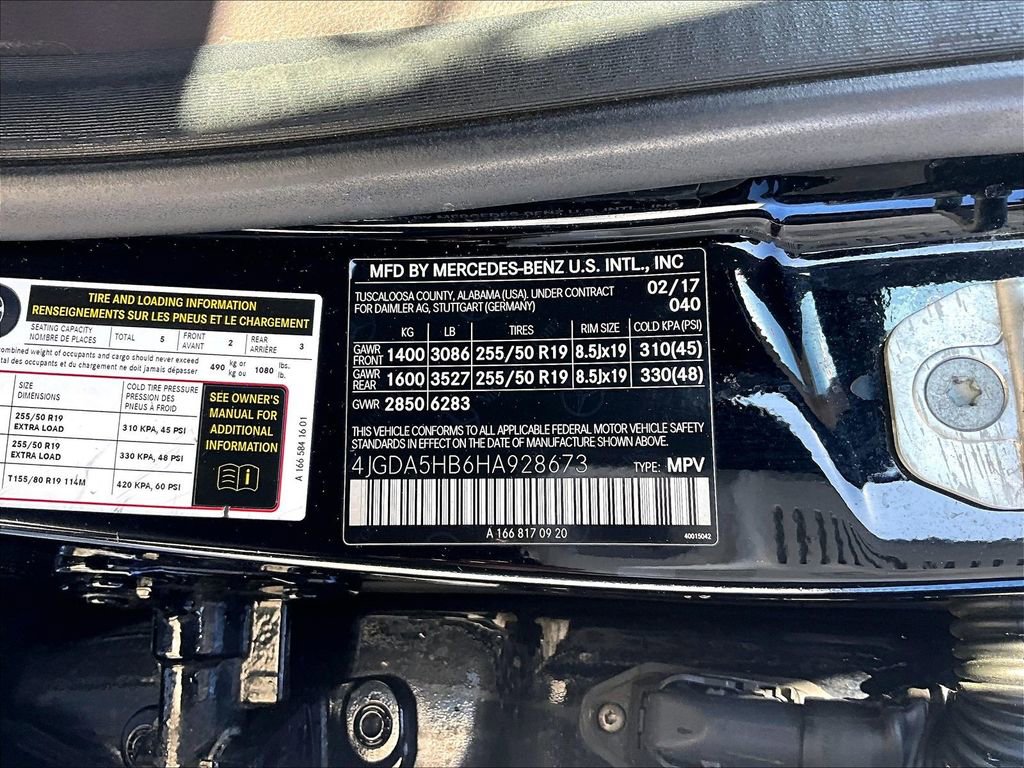 TIRE AND LOADING INFORMATION
RENSEIGNEMENTS SUR LES PNEUS ET LE CHARGEMENT
SEATING CAPACITY
NOMBRE DE PLACES
TOTAL 5
FRONT
AVANT 2
REAR
ARRIÈRE 3
combined weight of occupants and cargo should never exceed
des occupants et du chargement ne doit jamais dépasser
490 kg or
kg ou
1080 lbs.
lb.
SIZE
DIMENSIONS
COLD TIRE PRESSURE
PRESSION DES
PNEUS À FROID
255/50 R19
EXTRA LOAD
310 KPA, 45 PSI
255/50 R19
EXTRA LOAD
330 KPA, 48 PSI
T155/80 R19 114M
420 KPA, 60 PSI
SEE OWNER'S
MANUAL FOR
ADDITIONAL
INFORMATION
A 166 584 16 01
MFD BY MERCEDES-BENZ U.S. INTL., INC
TUSCALOOSA COUNTY, ALABAMA (USA). UNDER CONTRACT
FOR DAIMLER AG, STUTTGART (GERMANY)
02/17
040
KG LB TIRES RIM SIZE COLD KPA (PSI)
GAWR
FRONT 1400 3086 255/50 R19 8.5Jx19 310(45)
GAWR
REAR 1600 3527 255/50 R19 8.5Jx19 330(48)
GWR 2850 6283
THIS VEHICLE CONFORMS TO ALL APPLICABLE FEDERAL MOTOR VEHICLE SAFETY
STANDARDS IN EFFECT ON THE DATE OF MANUFACTURE SHOWN ABOVE.
4JGDA5HB6HA928673 TYPE: MPV
A 166 817 09 20
40015042